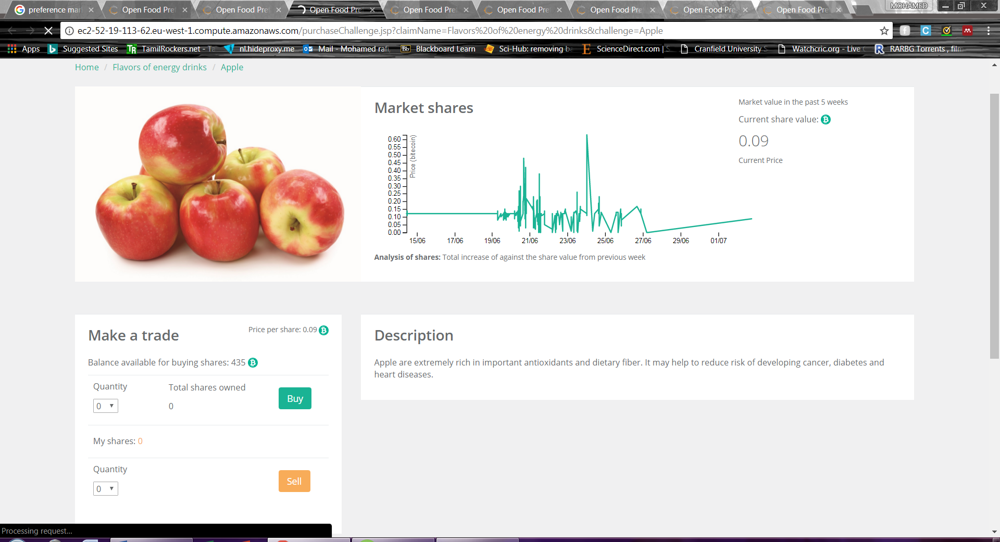 preference mar
Open Food Pre
Open Food Pre
Open Food Pre
Open Food Pre
Open Food Pre
Open Food Pre
Open Food Pre
Open Food Pre
MOHAMED
ec2-52-19-113-62.eu-west-1.compute.amazonaws.com/purchaseChallenge.jsp?claimName=Flavors%20of%20energy%20drinks&challenge=Apple
Apps
Suggested Sites
TamilRockers.net - Ta
nl.hideproxy.me
Mail - Mohamed rafi
Bb Blackboard Learn
Sci-Hub: removing ba
ScienceDirect.com | S
Cranfield University S
Watchcric.org - Live
RARBG Torrents , film
Home / Flavors of energy drinks / Apple
Market shares
Market value in the past 5 weeks
Current share value:
0.09
Current Price
Price (bitecoin)
0.60
0.55
0.50
0.45
0.40
0.35
0.30
0.25
0.20
0.15
0.10
0.05
0.00
15/06 17/06 19/06 21/06 23/06 25/06 27/06 29/06 01/07
Analysis of shares: Total increase of against the share value from previous week
Make a trade
Price per share: 0.09
Balance available for buying shares: 435
Quantity
Total shares owned
0
0
Buy
My shares: 0
Quantity
0
Sell
Description
Apple are extremely rich in important antioxidants and dietary fiber. It may help to reduce risk of developing cancer, diabetes and
heart diseases.
Processing request...